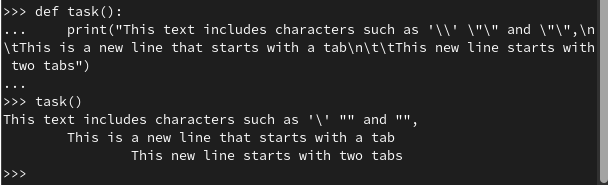 >>> def task():
...     print("This text includes characters such as '\\' \"\" and \"\",\n
\tThis is a new line that starts with a tab\n\t\tThis new line starts with
 two tabs")
...
>>> task()
This text includes characters such as '\' "" and "",
        This is a new line that starts with a tab
                This new line starts with two tabs
>>>